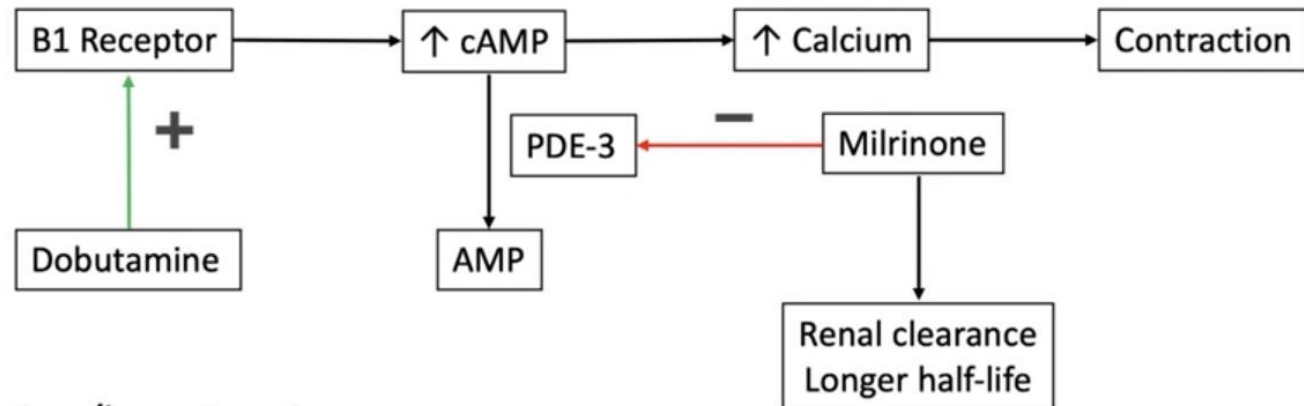 B1 Receptor
↑ cAMP
↑ Calcium
Contraction
+
−
PDE-3
Milrinone
Dobutamine
AMP
Renal clearance
Longer half-life